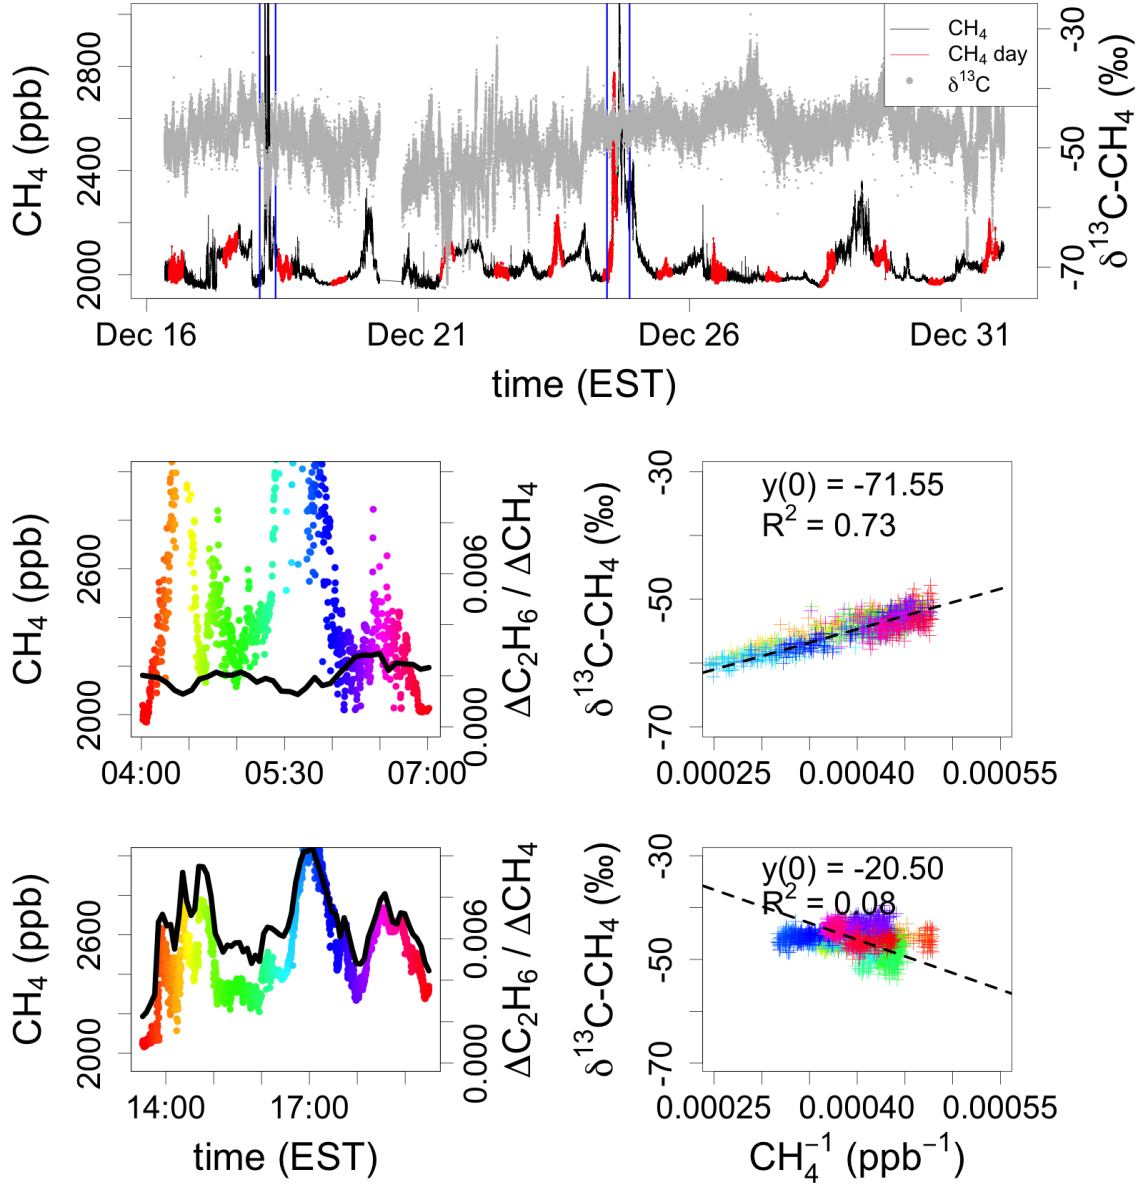 CH₄ (ppb)
2000 2400 2800
CH₄
CH₄ day
δ¹³C
-70 -50 -30
δ¹³C-CH₄ (‰)
Dec 16 Dec 21 Dec 26 Dec 31
time (EST)
CH₄ (ppb)
2000 2600
0.000 0.006
ΔC₂H₆ / ΔCH₄
04:00 05:30 07:00
δ¹³C-CH₄ (‰)
-70 -50 -30
y(0) = -71.55
R² = 0.73
0.00025 0.00040 0.00055
CH₄ (ppb)
2000 2600
0.000 0.006
ΔC₂H₆ / ΔCH₄
14:00 17:00
time (EST)
δ¹³C-CH₄ (‰)
-70 -50 -30
y(0) = -20.50
R² = 0.08
0.00025 0.00040 0.00055
CH₄⁻¹ (ppb⁻¹)